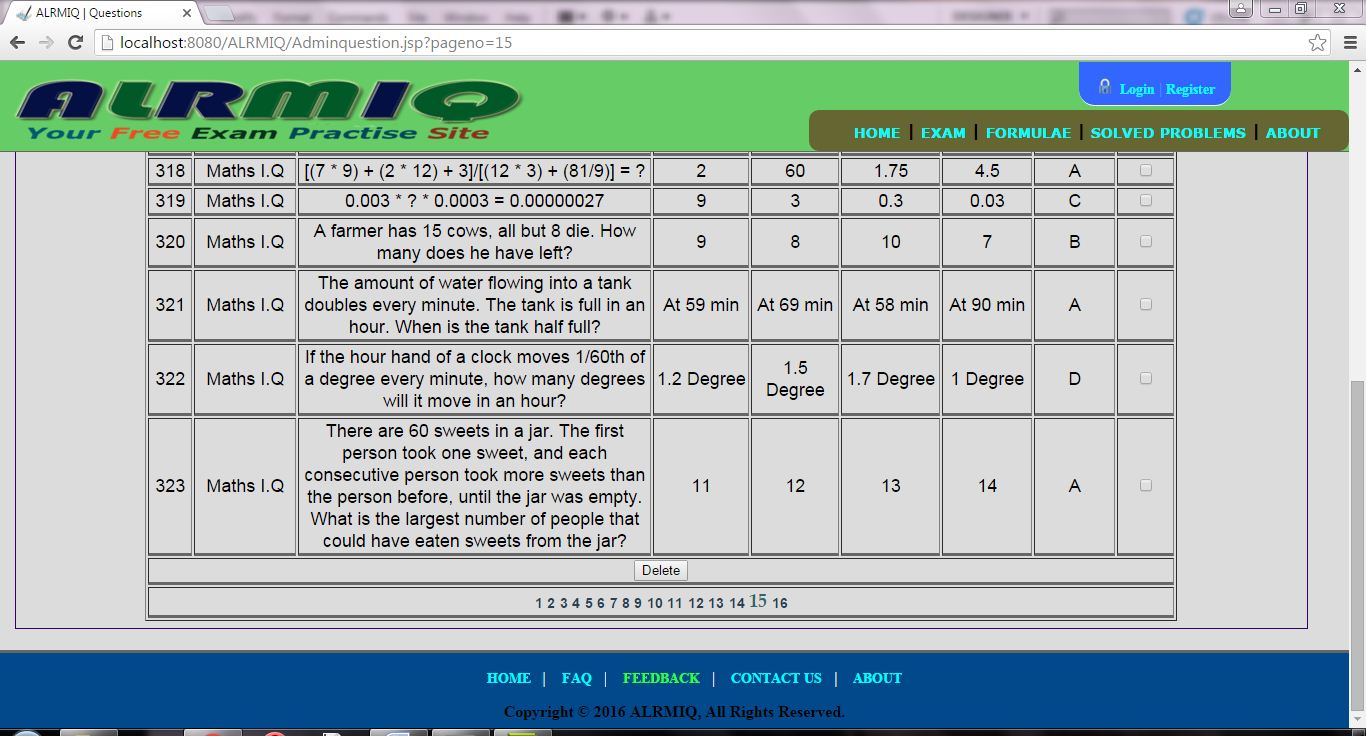 ALRMIQ | Questions
localhost:8080/ALRMIQ/Adminquestion.jsp?pageno=15
ALRMIQ
Your Free Exam Practise Site
Login | Register
HOME | EXAM | FORMULAE | SOLVED PROBLEMS | ABOUT
318 Maths I.Q [(7 * 9) + (2 * 12) + 3]/[(12 * 3) + (81/9)] = ? 2 60 1.75 4.5 A
319 Maths I.Q 0.003 * ? * 0.0003 = 0.00000027 9 3 0.3 0.03 C
320 Maths I.Q A farmer has 15 cows, all but 8 die. How
many does he have left? 9 8 10 7 B
321 Maths I.Q The amount of water flowing into a tank
doubles every minute. The tank is full in an
hour. When is the tank half full? At 59 min At 69 min At 58 min At 90 min A
322 Maths I.Q If the hour hand of a clock moves 1/60th of
a degree every minute, how many degrees
will it move in an hour? 1.2 Degree 1.5
Degree 1.7 Degree 1 Degree D
323 Maths I.Q There are 60 sweets in a jar. The first
person took one sweet, and each
consecutive person took more sweets than
the person before, until the jar was empty.
What is the largest number of people that
could have eaten sweets from the jar? 11 12 13 14 A
Delete
1 2 3 4 5 6 7 8 9 10 11 12 13 14 15 16
HOME | FAQ | FEEDBACK | CONTACT US | ABOUT
Copyright © 2016 ALRMIQ, All Rights Reserved.